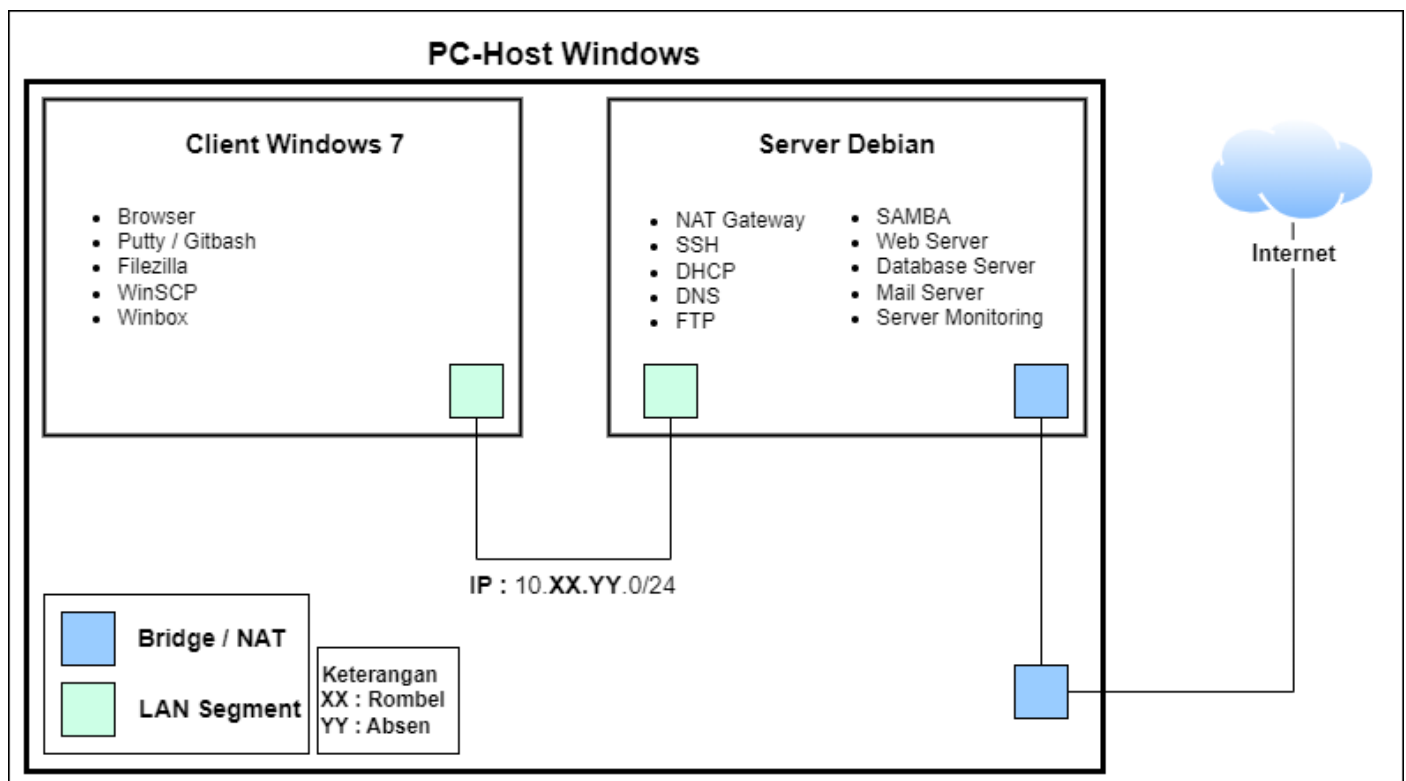 PC-Host Windows
Client Windows 7
Browser
Putty / Gitbash
Filezilla
WinSCP
Winbox
Server Debian
NAT Gateway
SSH
DHCP
DNS
FTP
SAMBA
Web Server
Database Server
Mail Server
Server Monitoring
Internet
IP : 10.XX.YY.0/24
Bridge / NAT
LAN Segment
Keterangan
XX : Rombel
YY : Absen